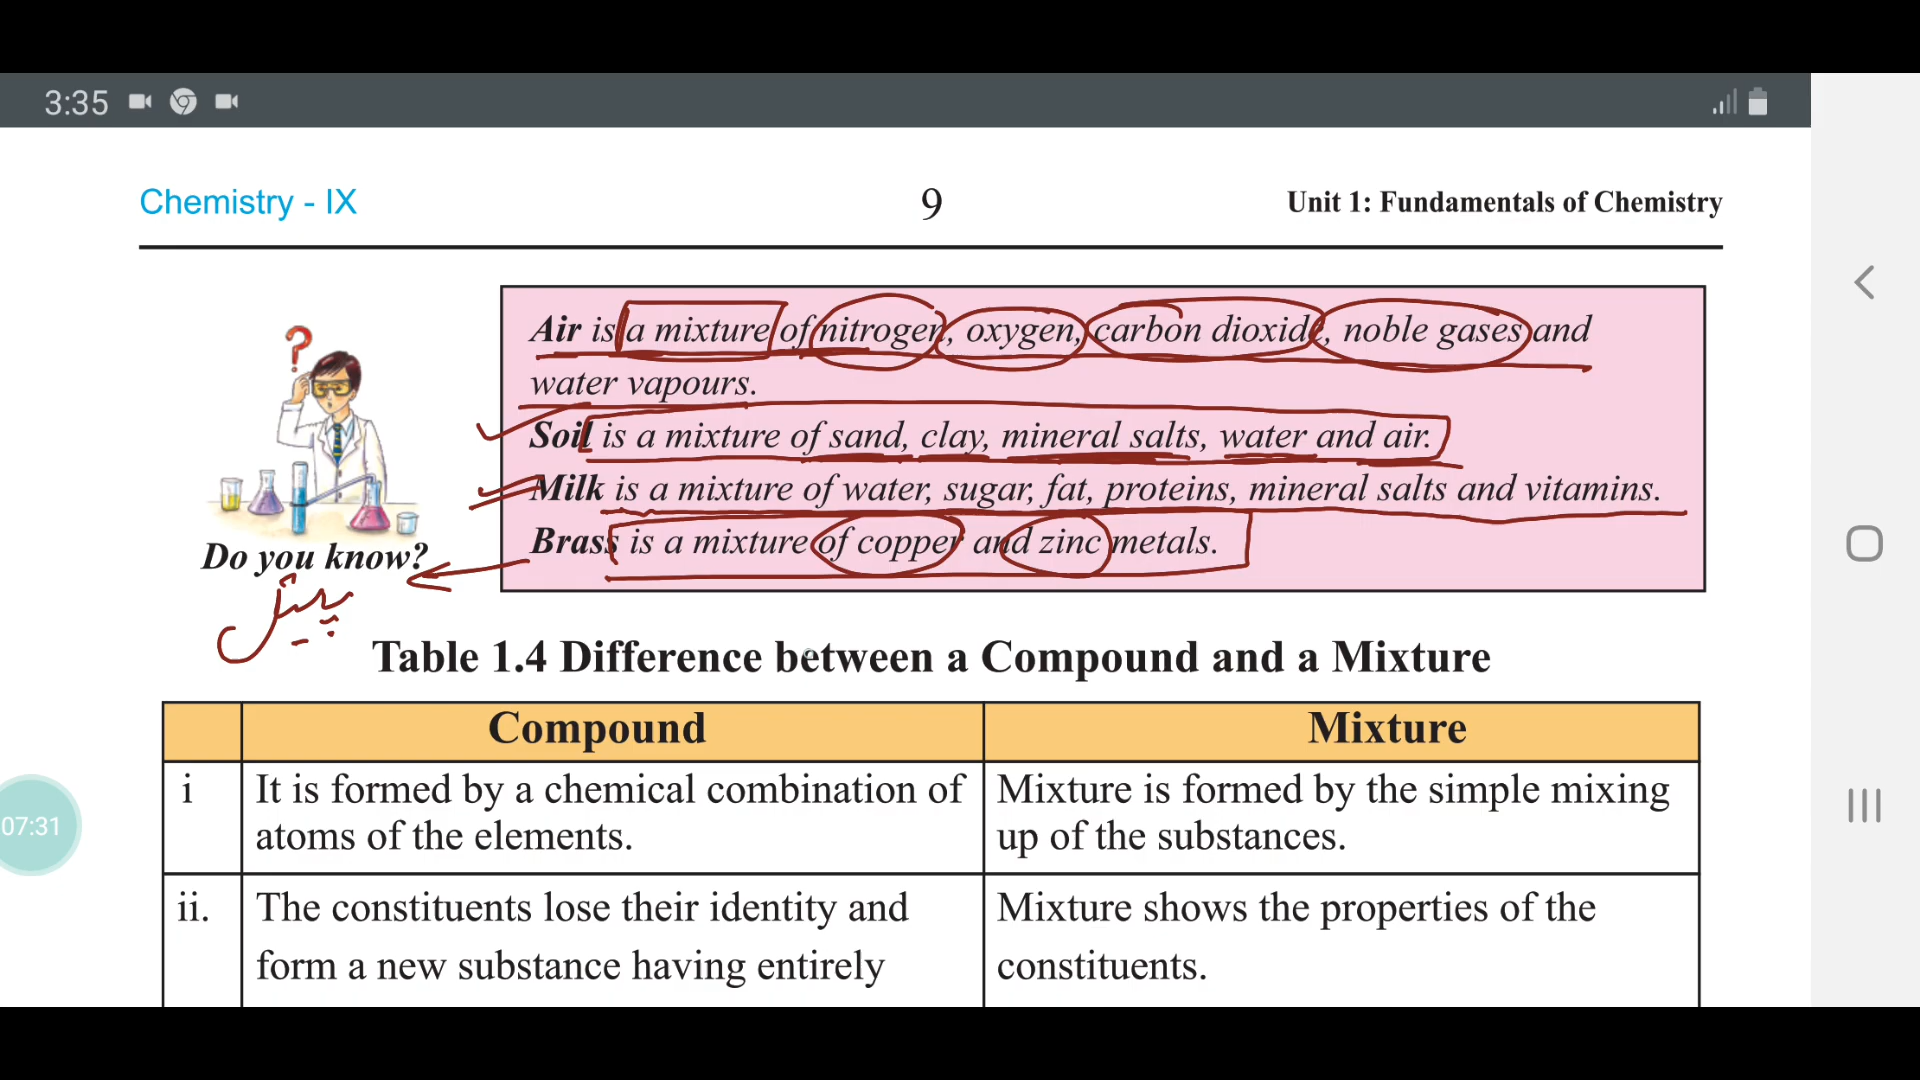 3:35
Chemistry - IX 9 Unit 1: Fundamentals of Chemistry
Air is a mixture of nitrogen, oxygen, carbon dioxide, noble gases and
water vapours.
Soil is a mixture of sand, clay, mineral salts, water and air.
Milk is a mixture of water, sugar, fat, proteins, mineral salts and vitamins.
Brass is a mixture of copper and zinc metals.
?
Do you know?
پیتل
Table 1.4 Difference between a Compound and a Mixture
Compound Mixture
i It is formed by a chemical combination of Mixture is formed by the simple mixing
atoms of the elements. up of the substances.
07:31
ii. The constituents lose their identity and Mixture shows the properties of the
form a new substance having entirely constituents.